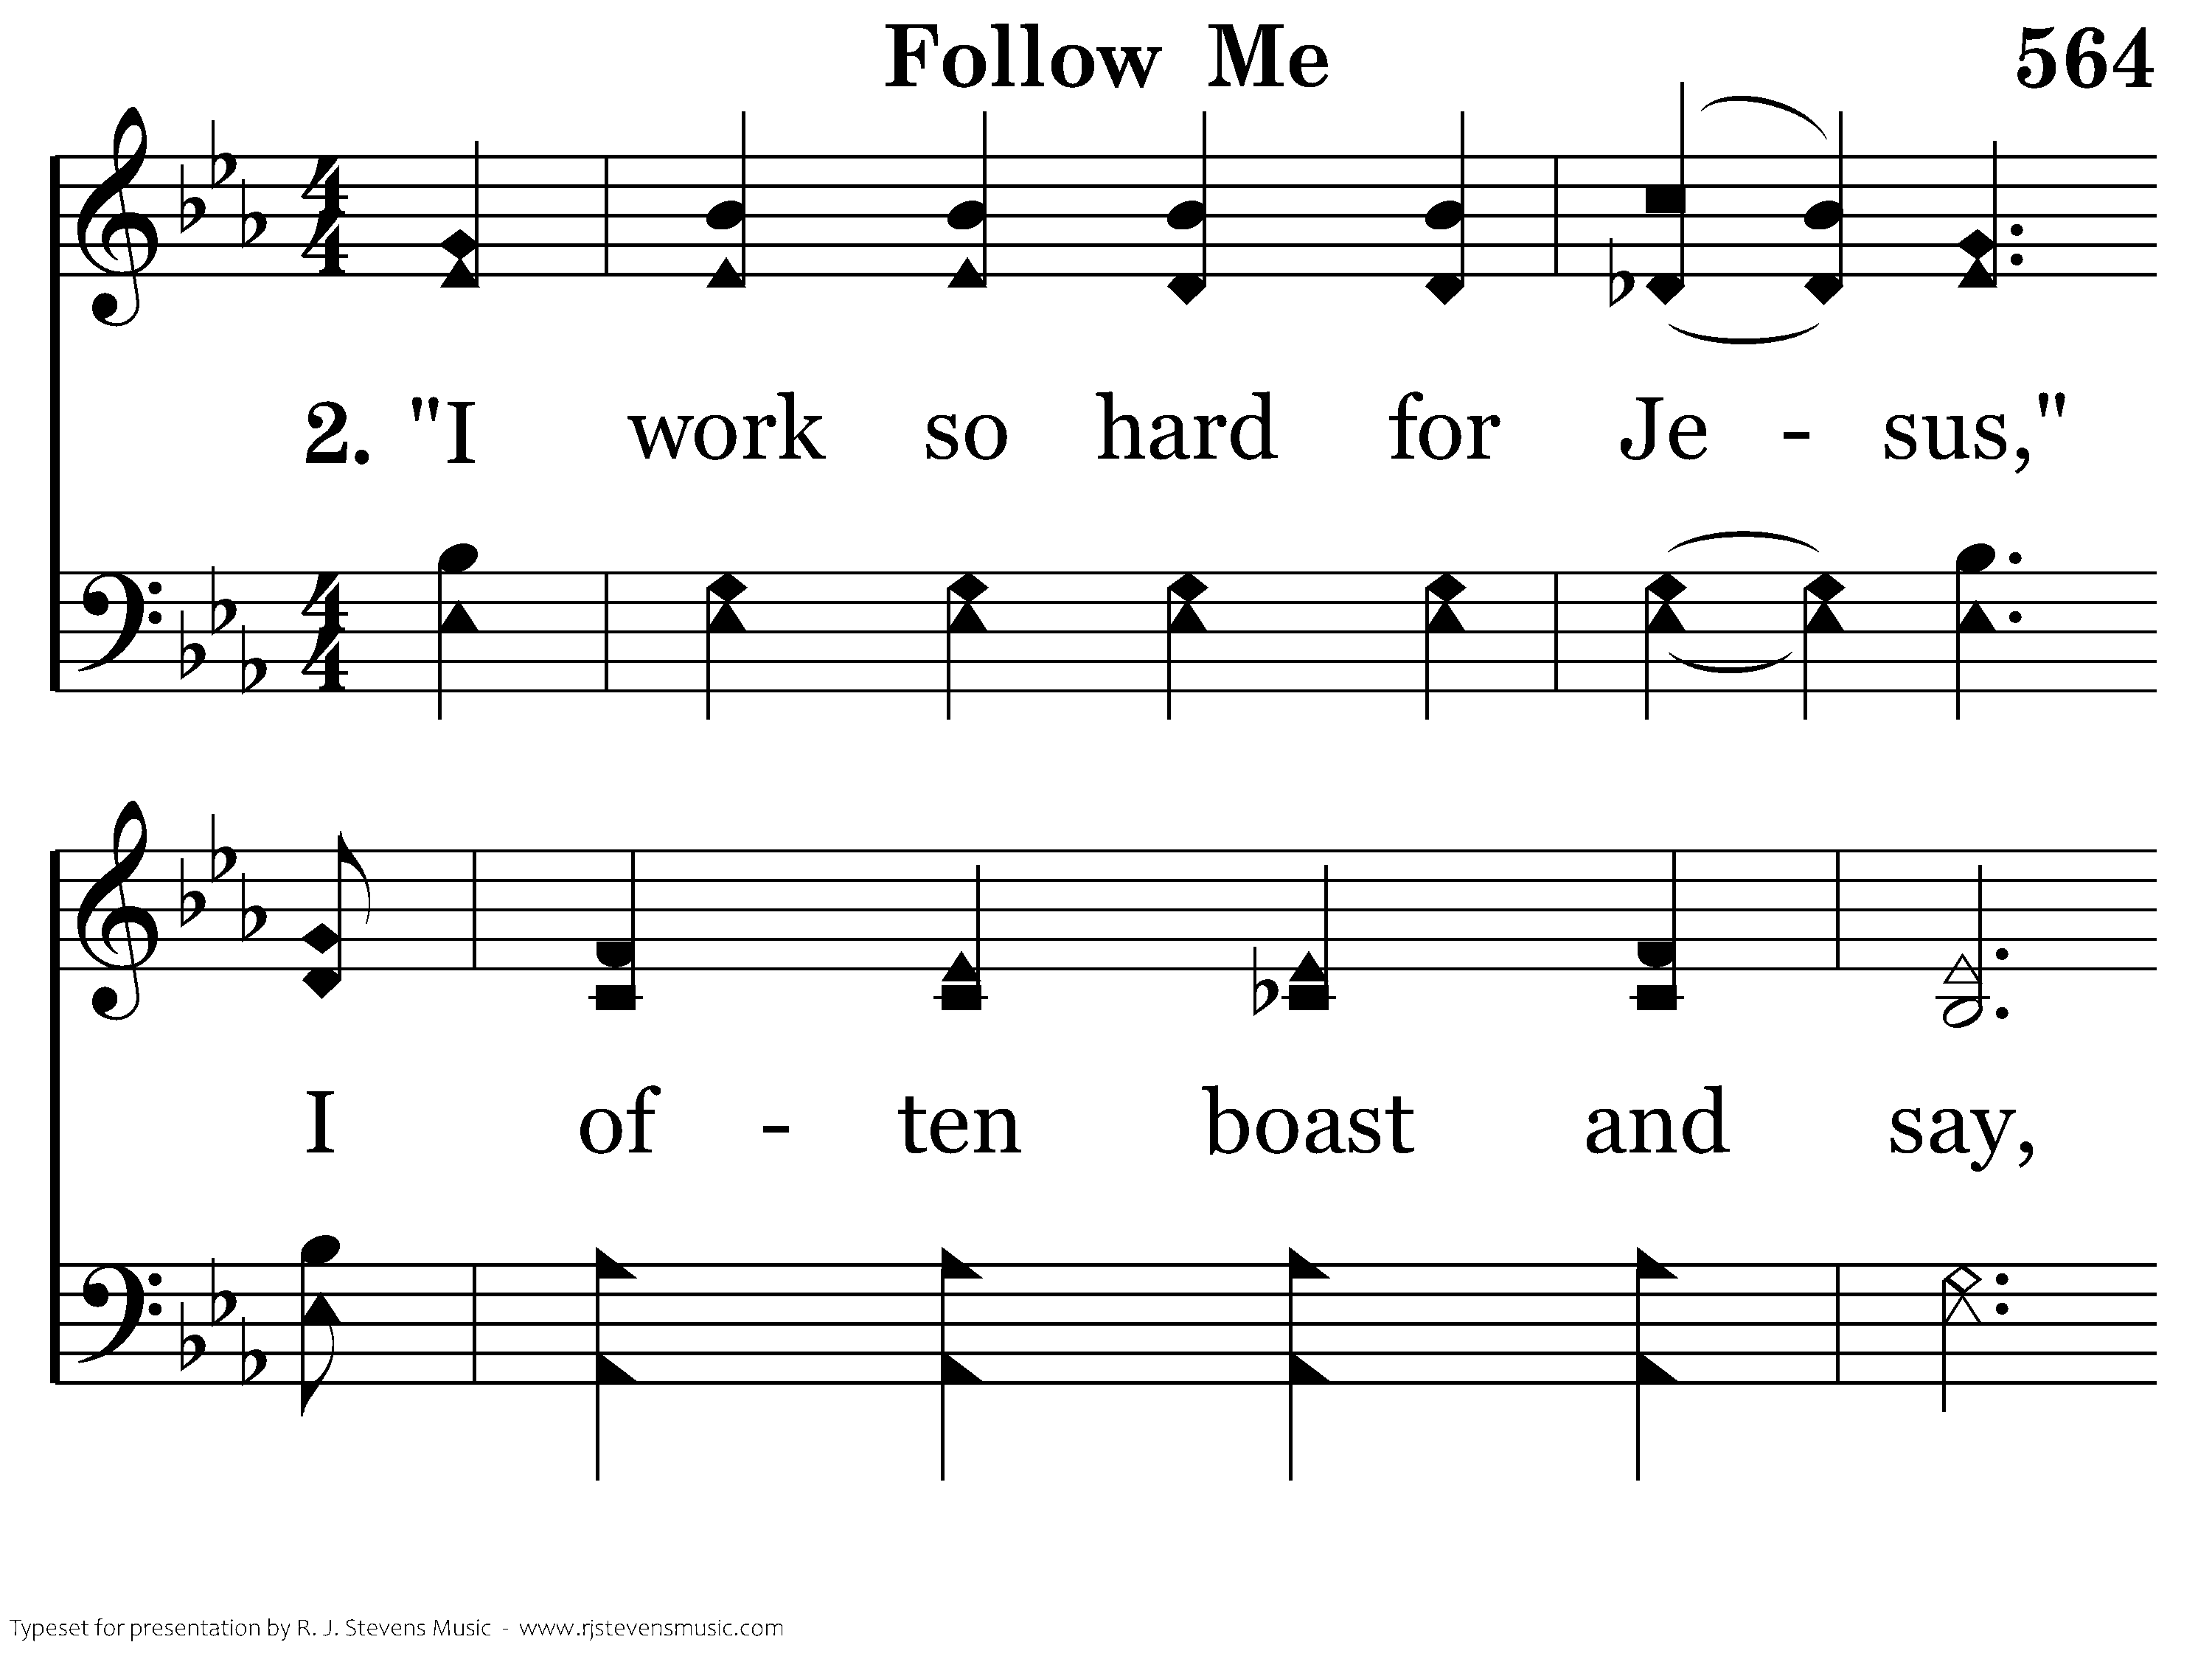 Follow Me 564
2. "I work so hard for Je - sus,"
I of - ten boast and say,
Typeset for presentation by R. J. Stevens Music - www.rjstevensmusic.com